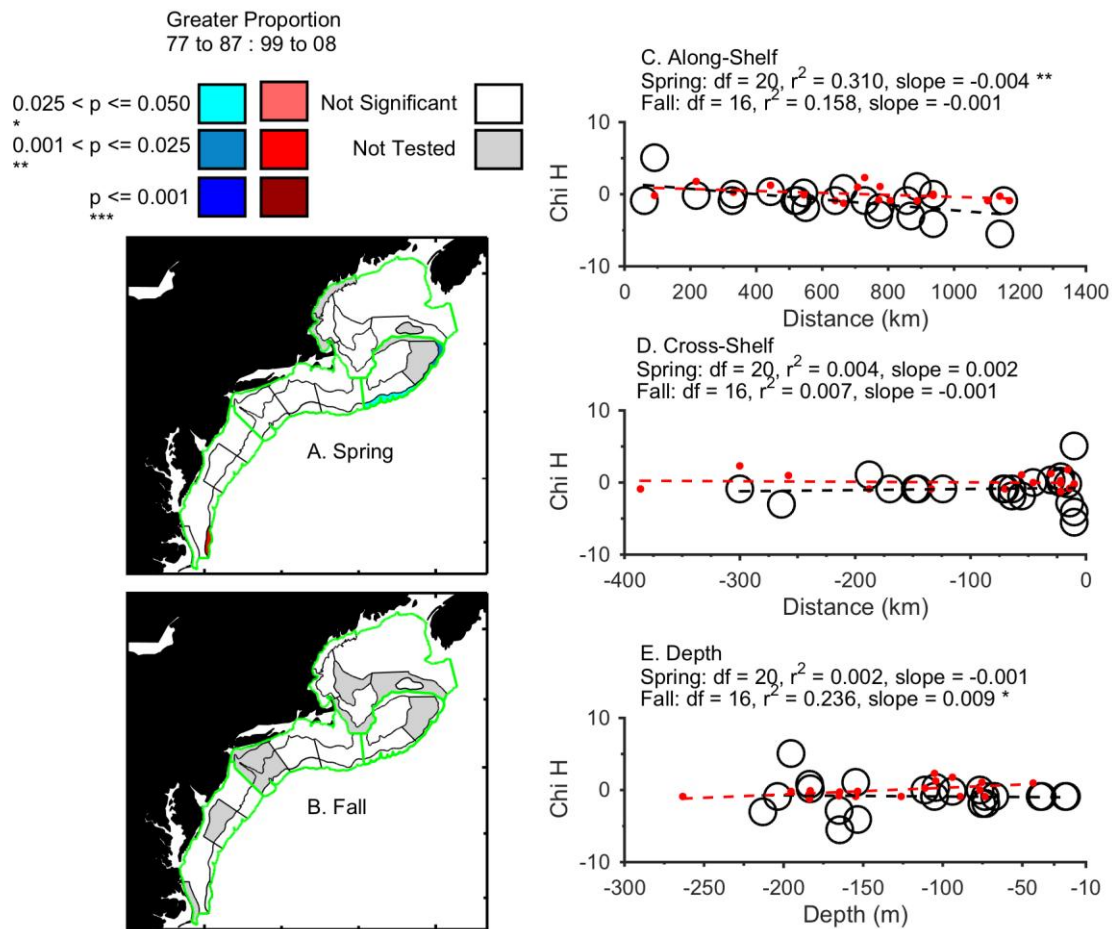 Greater Proportion
77 to 87 : 99 to 08
0.025 < p <= 0.050
*
0.001 < p <= 0.025
**
p <= 0.001
***
Not Significant
Not Tested
A. Spring
B. Fall
C. Along-Shelf
Spring: df = 20, r² = 0.310, slope = -0.004 **
Fall: df = 16, r² = 0.158, slope = -0.001
10
0
-10
Chi H
0 200 400 600 800 1000 1200 1400
Distance (km)
D. Cross-Shelf
Spring: df = 20, r² = 0.004, slope = 0.002
Fall: df = 16, r² = 0.007, slope = -0.001
10
0
-10
Chi H
-400 -300 -200 -100 0
Distance (km)
E. Depth
Spring: df = 20, r² = 0.002, slope = -0.001
Fall: df = 16, r² = 0.236, slope = 0.009 *
10
0
-10
Chi H
-300 -250 -200 -150 -100 -50 -10
Depth (m)